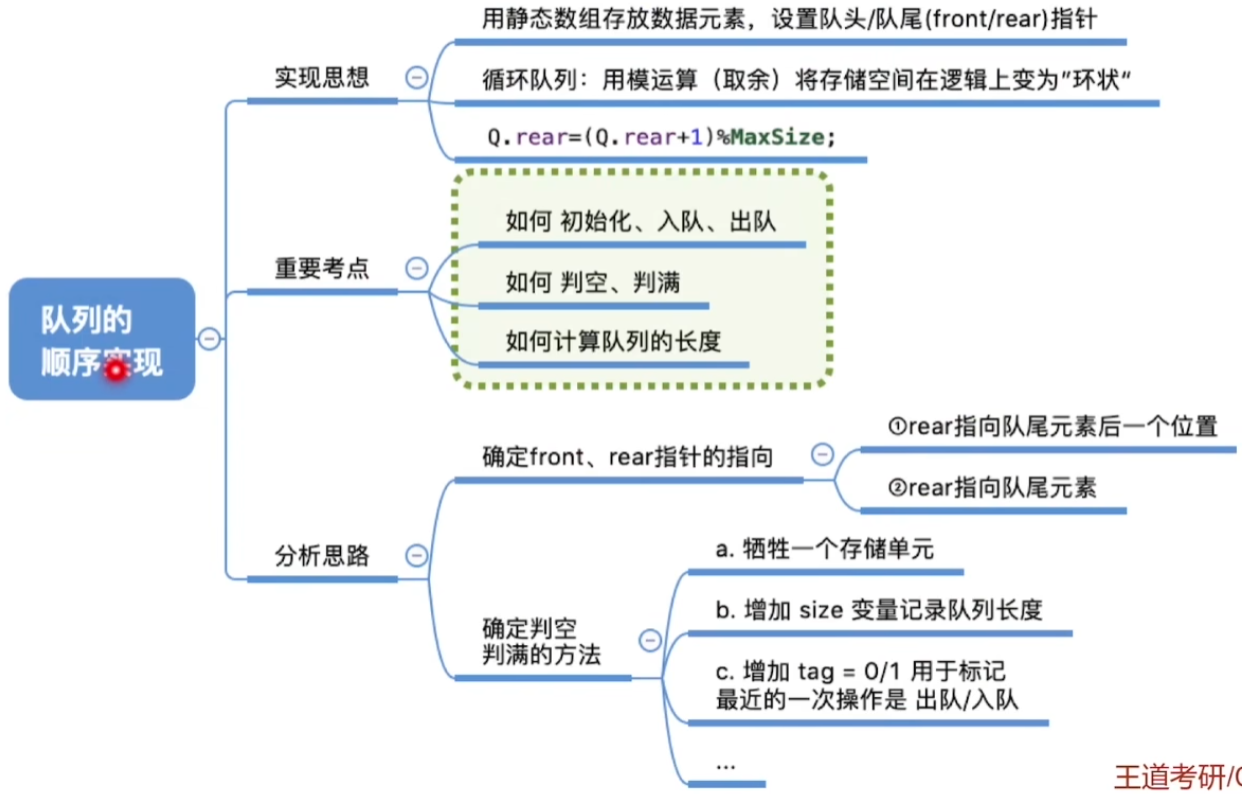 用静态数组存放数据元素，设置队头/队尾(front/rear)指针
实现思想
循环队列：用模运算（取余）将存储空间在逻辑上变为”环状“
Q.rear=(Q.rear+1)%MaxSize;
如何 初始化、入队、出队
重要考点
如何 判空、判满
如何计算队列的长度
队列的
顺序实现
①rear指向队尾元素后一个位置
确定front、rear指针的指向
②rear指向队尾元素
分析思路
a. 牺牲一个存储单元
b. 增加 size 变量记录队列长度
确定判空
判满的方法
c. 增加 tag = 0/1 用于标记
最近的一次操作是 出队/入队
...
王道考研/